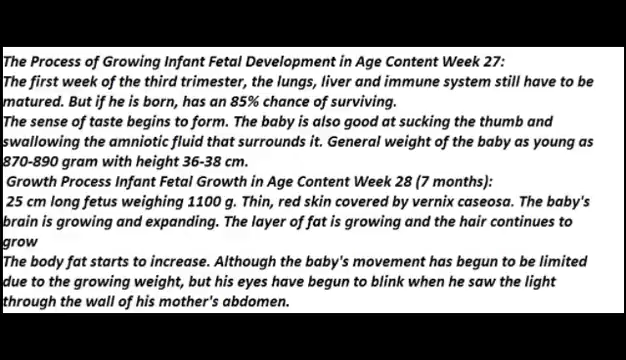 The Process of Growing Infant Fetal Development in Age Content Week 27:
The first week of the third trimester, the lungs, liver and immune system still have to be
matured. But if he is born, has an 85% chance of surviving.
The sense of taste begins to form. The baby is also good at sucking the thumb and
swallowing the amniotic fluid that surrounds it. General weight of the baby as young as
870-890 gram with height 36-38 cm.
Growth Process Infant Fetal Growth in Age Content Week 28 (7 months):
25 cm long fetus weighing 1100 g. Thin, red skin covered by vernix caseosa. The baby's
brain is growing and expanding. The layer of fat is growing and the hair continues to
grow
The body fat starts to increase. Although the baby's movement has begun to be limited
due to the growing weight, but his eyes have begun to blink when he saw the light
through the wall of his mother's abdomen.